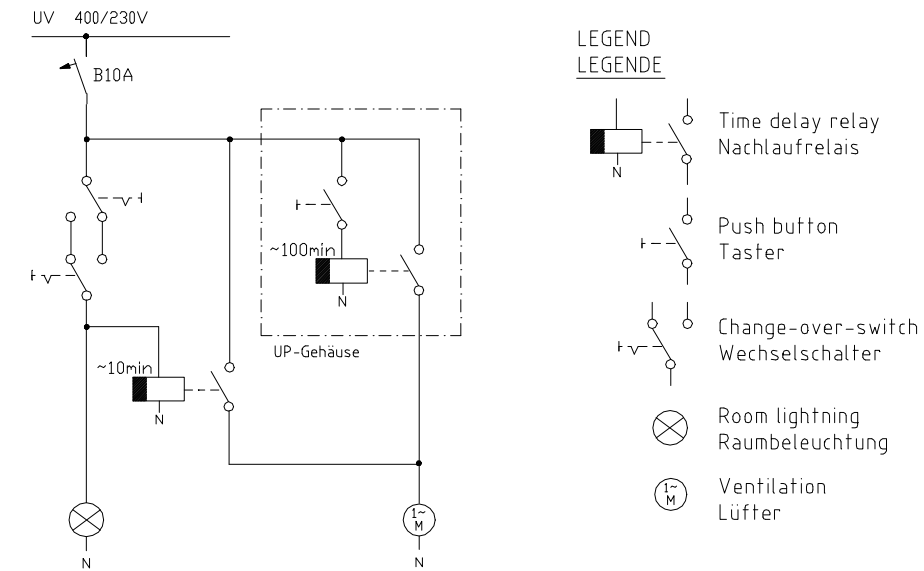 UV 400/230V
B10A
~100min
N
UP-Gehäuse
~10min
N
1~
M
N
N
LEGEND
LEGENDE
Time delay relay
Nachlaufrelais
N
Push button
Taster
Change-over-switch
Wechselschalter
Room lightning
Raumbeleuchtung
1~
M
Ventilation
Lüfter